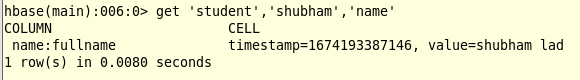 hbase(main):006:0> get 'student','shubham','name'
COLUMN                     CELL
 name:fullname             timestamp=1674193387146, value=shubham lad
1 row(s) in 0.0080 seconds